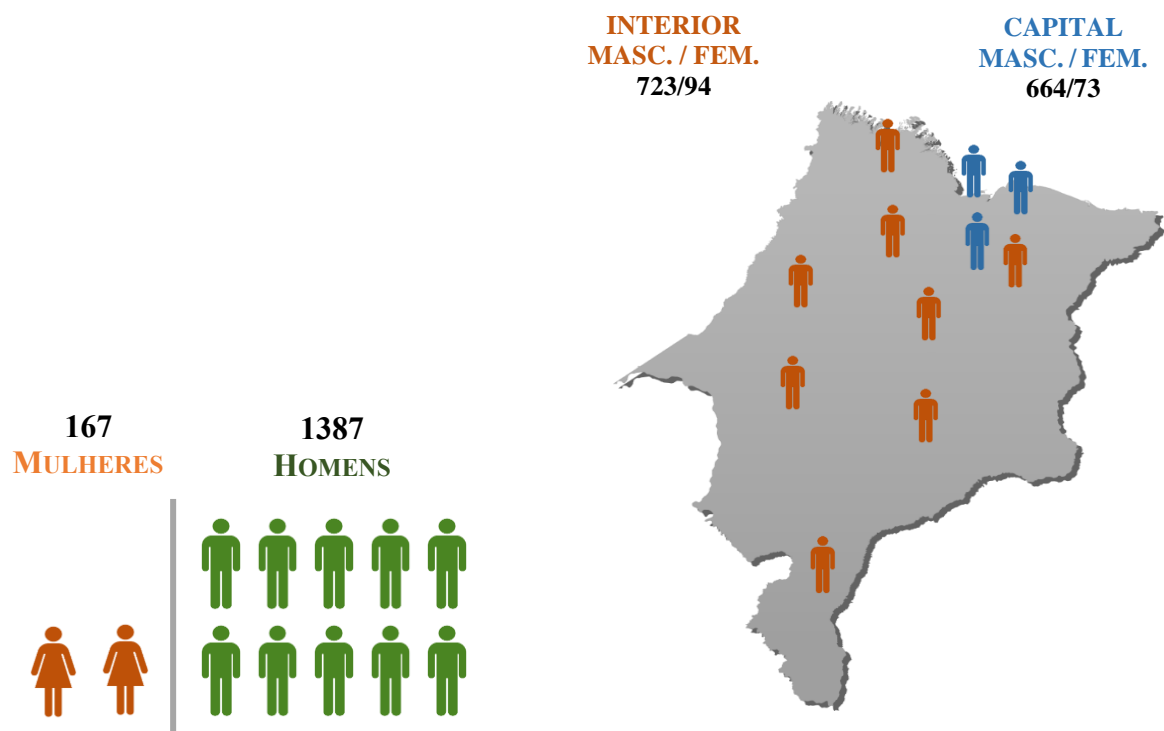 INTERIOR
MASC. / FEM.
723/94
CAPITAL
MASC. / FEM.
664/73
167
MULHERES
1387
HOMENS